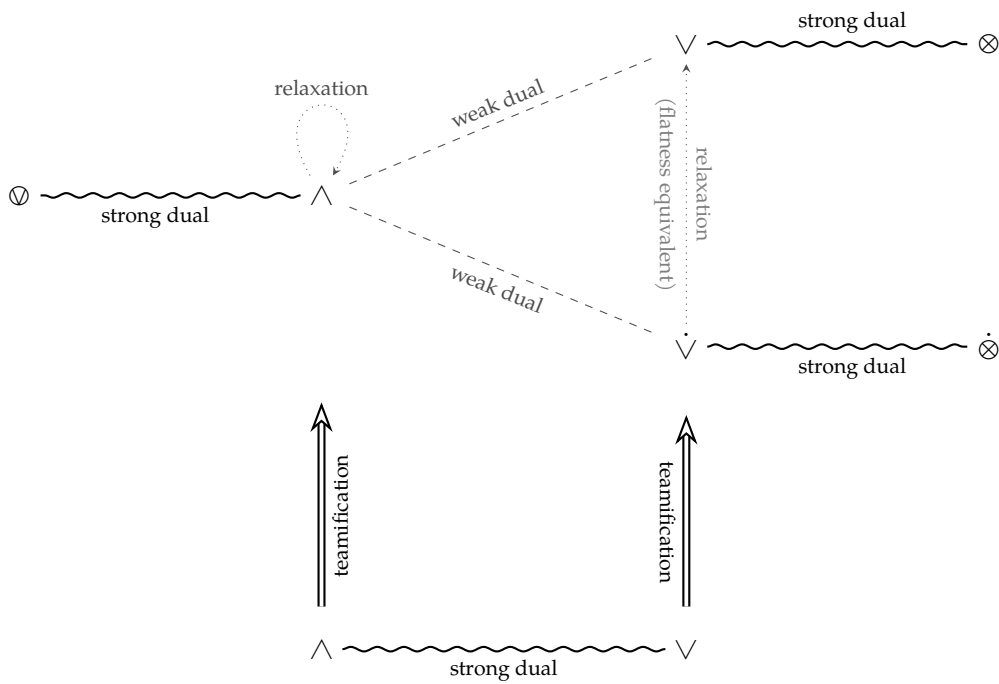 strong dual
∨
⊗
relaxation
weak dual
(flatness equivalent)
relaxation
Ⓥ
∧
strong dual
weak dual
∨̇
⊗̇
strong dual
teamification
teamification
∧
∨
strong dual